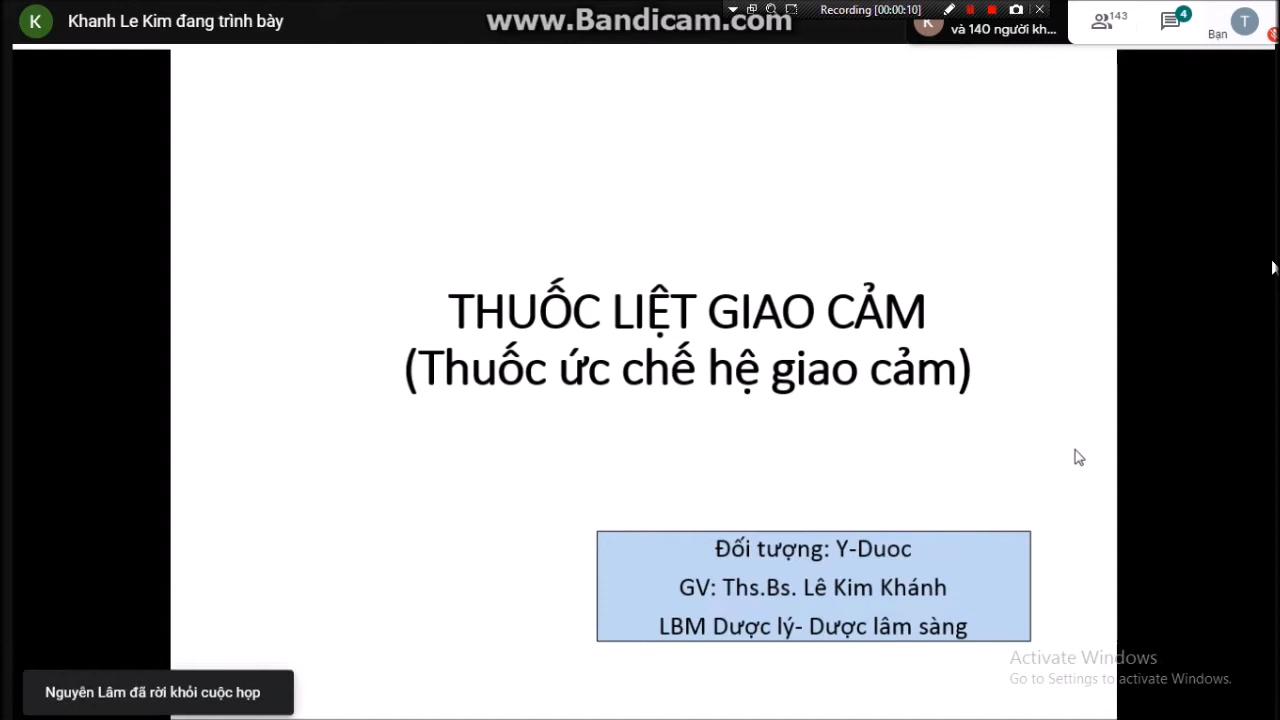 K Khanh Le Kim đang trình bày
www.Bandicam.com
Recording [00:00:10]
K
và 140 người kh...
143
4
Bạn
T
THUỐC LIỆT GIAO CẢM
(Thuốc ức chế hệ giao cảm)
Đối tượng: Y-Duoc
GV: Ths.Bs. Lê Kim Khánh
LBM Dược lý- Dược lâm sàng
Activate Windows
Go to Settings to activate Windows.
Nguyên Lâm đã rời khỏi cuộc họp